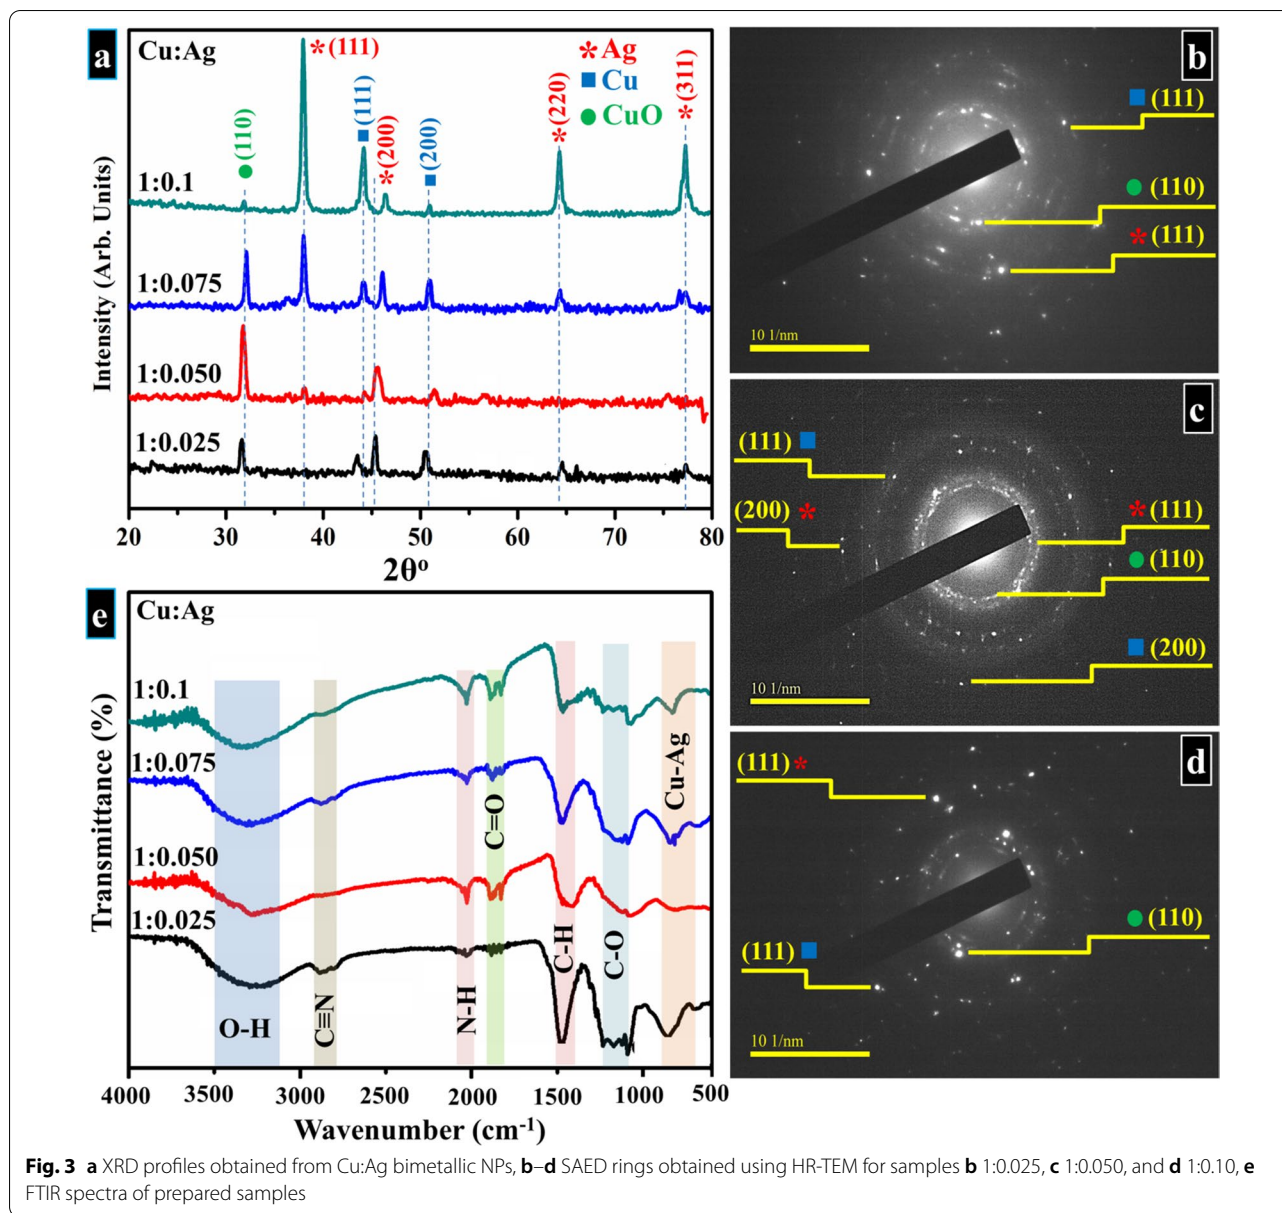 a
Cu:Ag
*(111)
* Ag
■ Cu
● CuO
● (110)
■ (111)
*(200)
■ (200)
*(220)
*(311)
1:0.1
1:0.075
1:0.050
1:0.025
Intensity (Arb. Units)
20 30 40 50 60 70 80
2θº
b
■ (111)
● (110)
* (111)
10 1/nm
c
(111) ■
(200) *
* (111)
● (110)
■ (200)
10 1/nm
d
(111) *
● (110)
(111) ■
10 1/nm
e
Cu:Ag
1:0.1
1:0.075
1:0.050
1:0.025
O-H
C≡N
N-H
C=O
C-H
C-O
Cu-Ag
Transmittance (%)
4000 3500 3000 2500 2000 1500 1000 500
Wavenumber (cm-1)
Fig. 3 a XRD profiles obtained from Cu:Ag bimetallic NPs, b–d SAED rings obtained using HR-TEM for samples b 1:0.025, c 1:0.050, and d 1:0.10, e
FTIR spectra of prepared samples